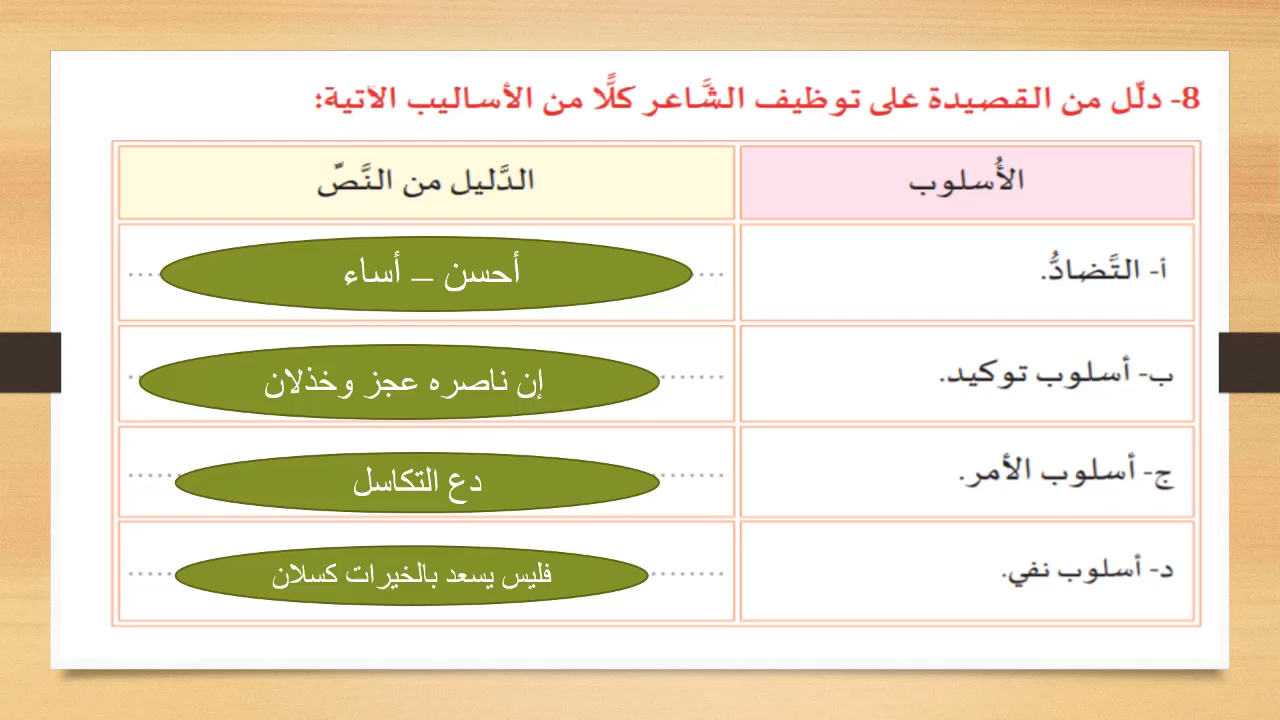 8- دلِّل من القصيدة على توظيف الشَّاعر كلًّا من الأساليب الآتية:
الأُسلوب
الدَّليل من النَّصِّ
أ- التَّضادُّ.
أحسن – أساء
ب- أسلوب توكيد.
إن ناصره عجز وخذلان
ج- أسلوب الأمر.
دع التكاسل
د- أسلوب نفي.
فليس يسعد بالخيرات كسلان